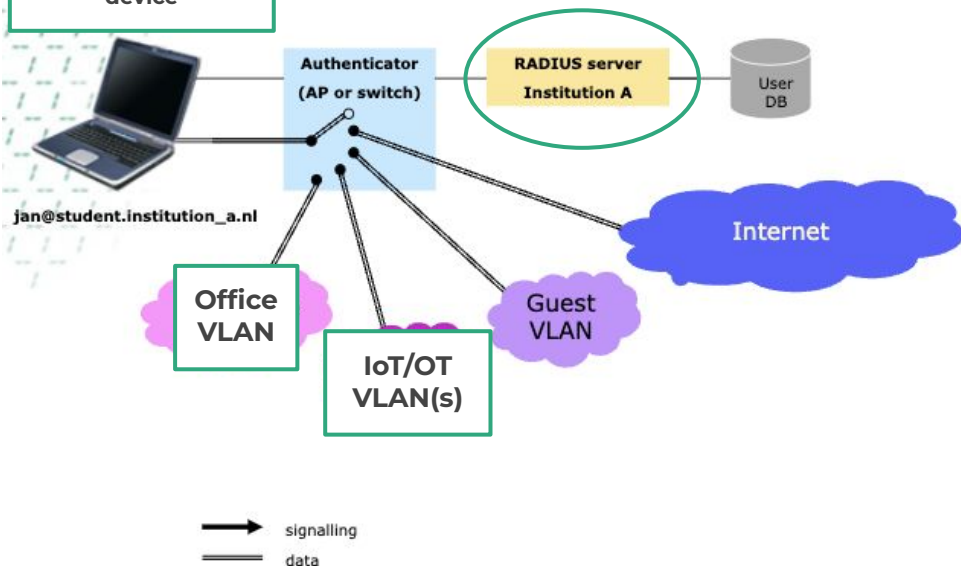 device
Authenticator
(AP or switch)
RADIUS server
Institution A
User
DB
jan@student.institution_a.nl
Internet
Office
VLAN
IoT/OT
VLAN(s)
Guest
VLAN
signalling
data